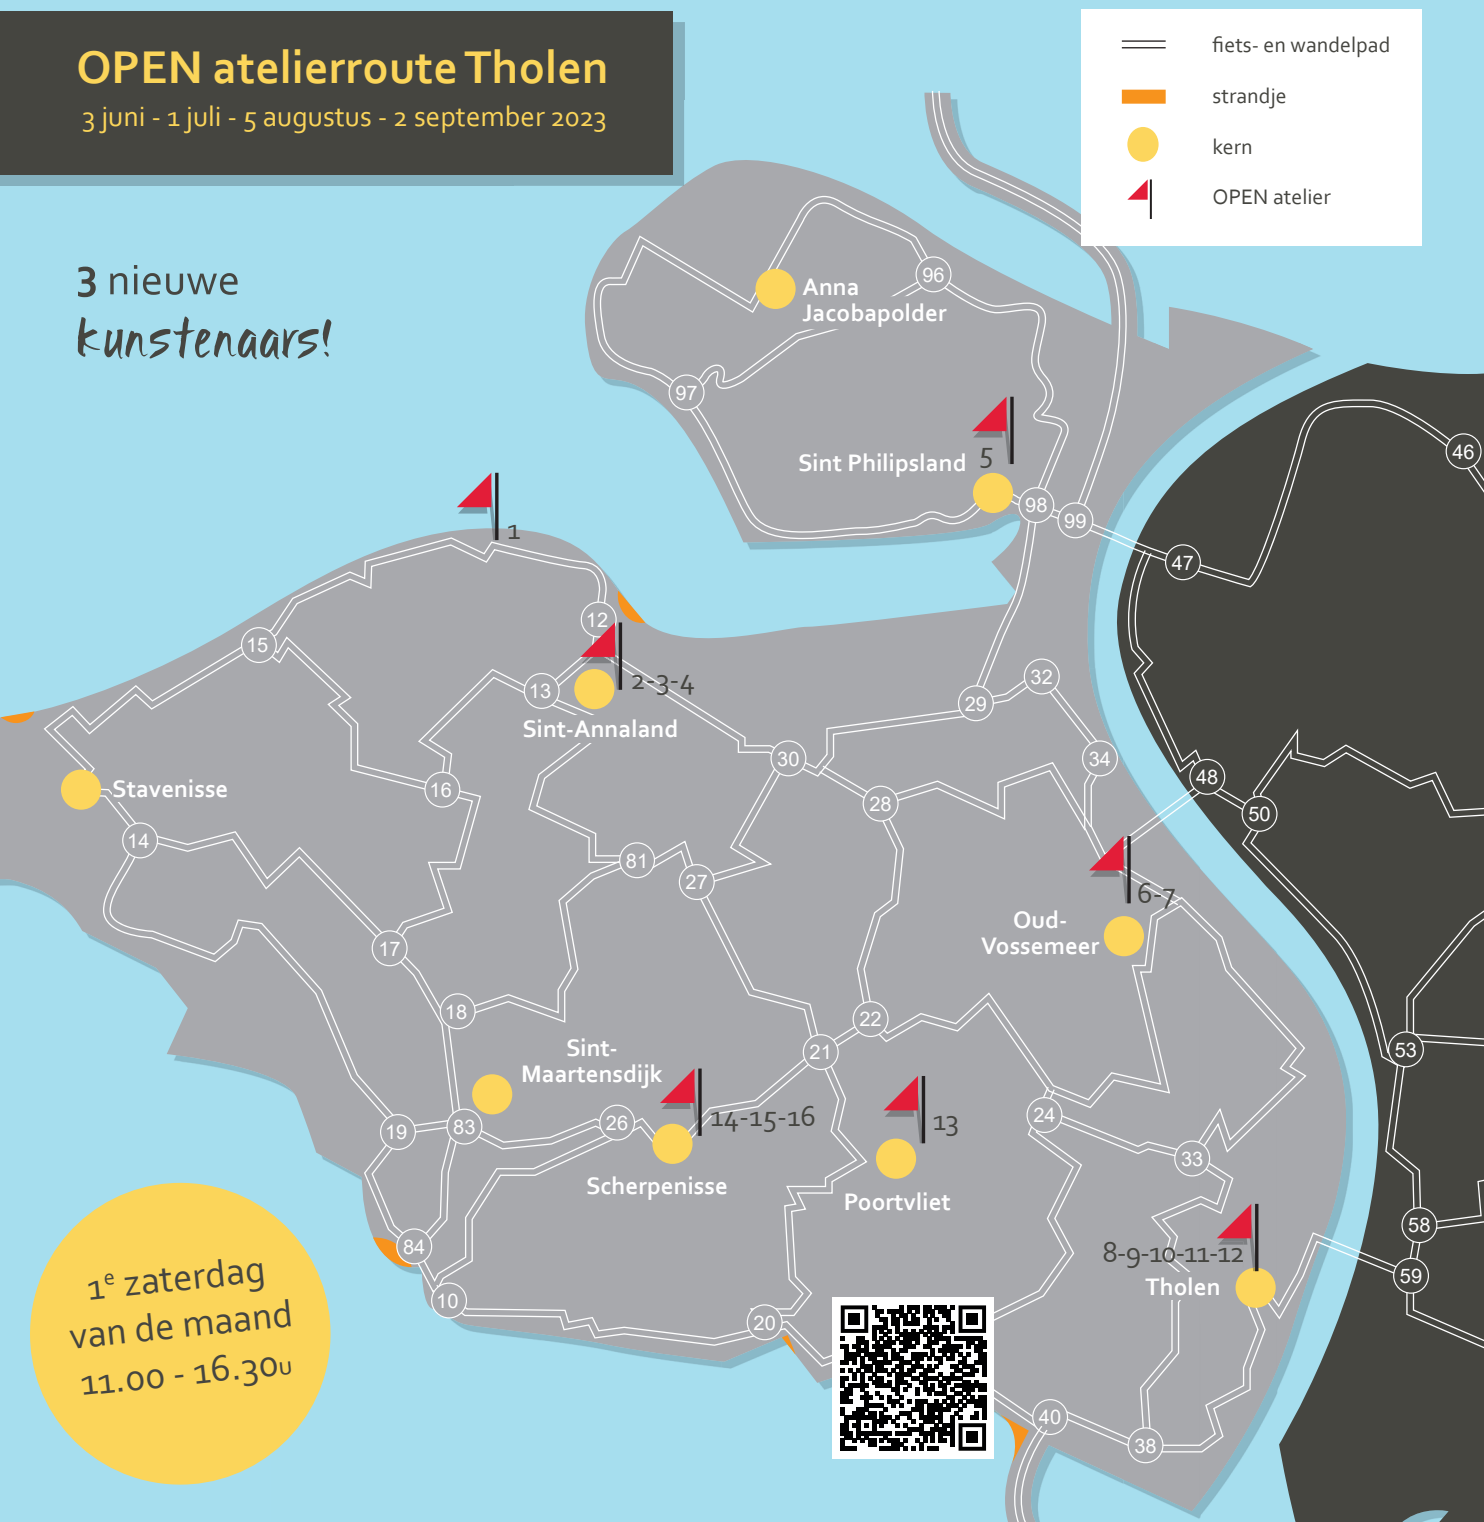 OPEN atelierroute Tholen
3 juni - 1 juli - 5 augustus - 2 september 2023
fiets- en wandelpad
strandje
kern
OPEN atelier
3 nieuwe
kunstenaars!
96
Anna
Jacobapolder
97
46
Sint Philipsland
5
98
99
1
47
12
15
2-3-4
13
32
29
Sint-Annaland
30
34
48
Stavenisse
16
28
50
14
81
27
6-7
Oud-
Vossemeer
17
18
22
Sint-
Maartensdijk
21
53
14-15-16
13
24
26
19
83
33
Scherpenisse
Poortvliet
58
84
8-9-10-11-12
59
Tholen
10
20
1e zaterdag
van de maand
11.00 - 16.30u
40
38